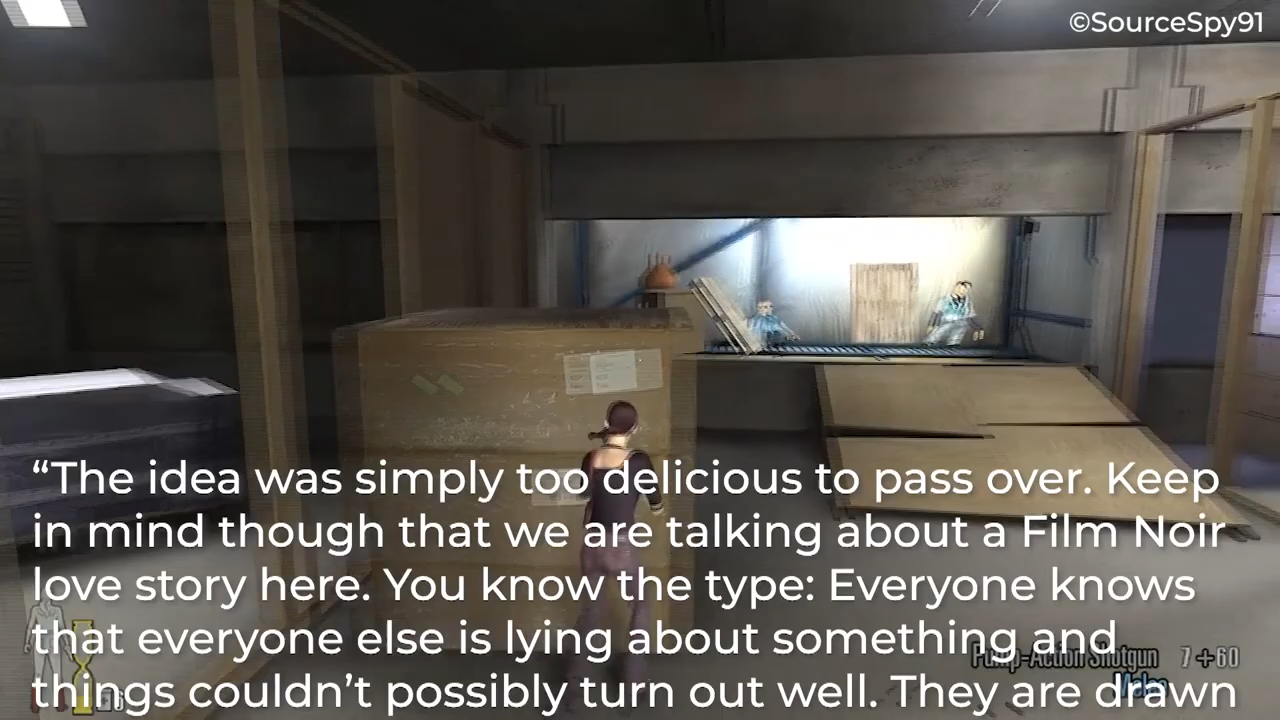 ©SourceSpy91
“The idea was simply too delicious to pass over. Keep
in mind though that we are talking about a Film Noir
love story here. You know the type: Everyone knows
that everyone else is lying about something and
Pump-Action Shotgun 7+60
things couldn’t possibly turn out well. They are drawn